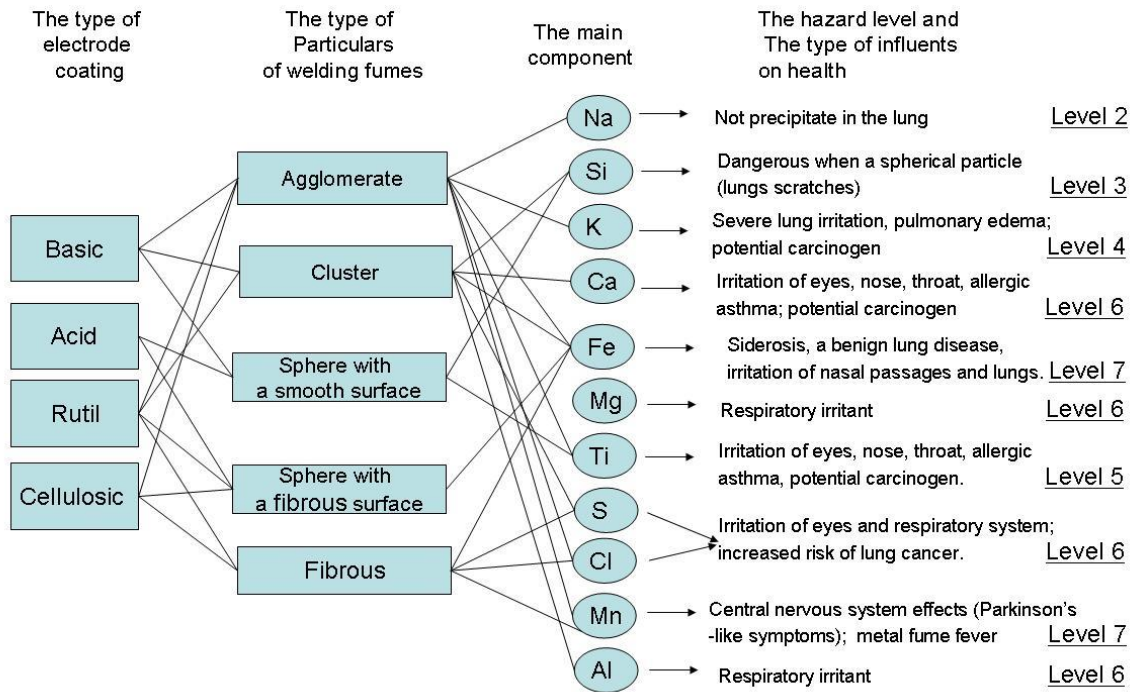 The type of
electrode
coating
The type of
Particulars
of welding fumes
The main
component
The hazard level and
The type of influents
on health
Basic
Acid
Rutil
Cellulosic
Agglomerate
Cluster
Sphere with
a smooth surface
Sphere with
a fibrous surface
Fibrous
Na
Not precipitate in the lung Level 2
Si
Dangerous when a spherical particle
(lungs scratches) Level 3
K
Severe lung irritation, pulmonary edema;
potential carcinogen Level 4
Ca
Irritation of eyes, nose, throat, allergic
asthma; potential carcinogen Level 6
Fe
Siderosis, a benign lung disease,
irritation of nasal passages and lungs. Level 7
Mg
Respiratory irritant Level 6
Ti
Irritation of eyes, nose, throat, allergic
asthma, potential carcinogen. Level 5
S
Cl
Irritation of eyes and respiratory system;
increased risk of lung cancer. Level 6
Mn
Central nervous system effects (Parkinson's
-like symptoms); metal fume fever Level 7
Al
Respiratory irritant Level 6